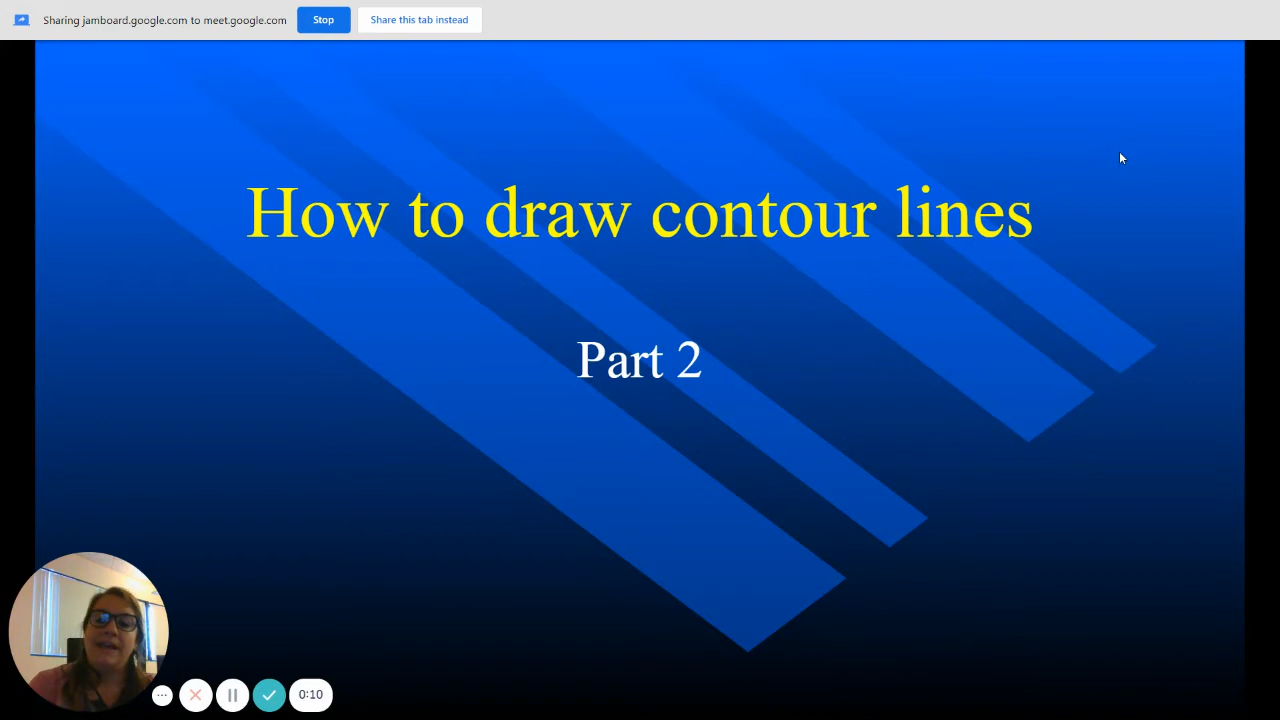 Sharing jamboard.google.com to meet.google.com Stop Share this tab instead
How to draw contour lines
Part 2
0:10